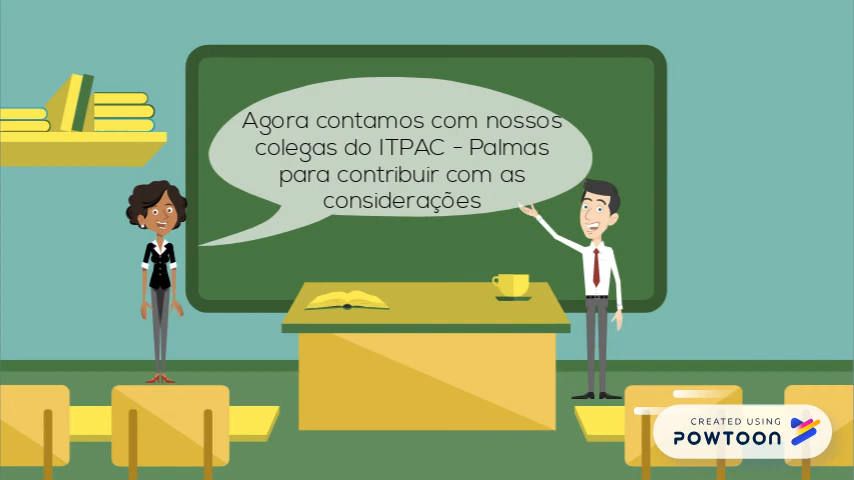 Agora contamos com nossos
colegas do ITPAC - Palmas
para contribuir com as
considerações
CREATED USING
POWTOON